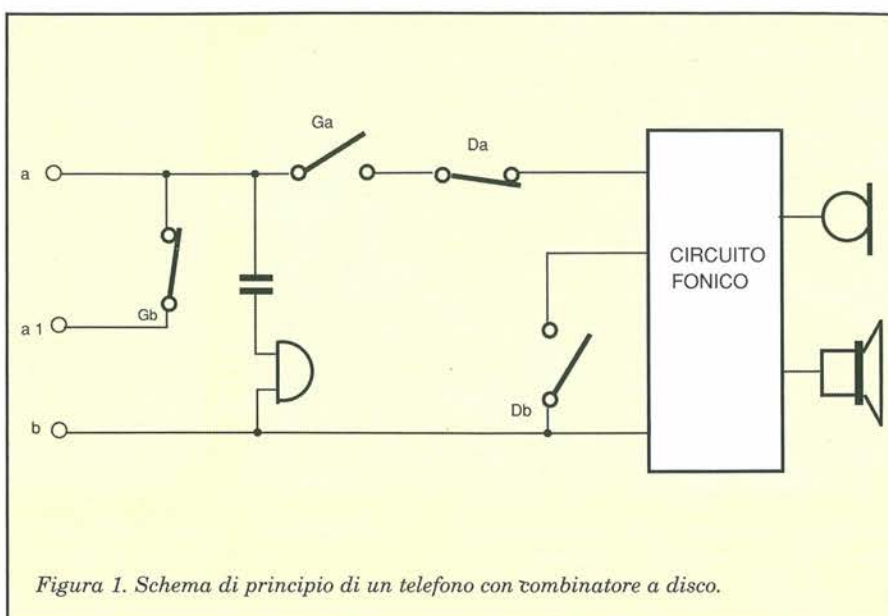 Ga
Da
a
CIRCUITO
FONICO
Gb
a 1
Db
b
Figura 1. Schema di principio di un telefono con combinatore a disco.